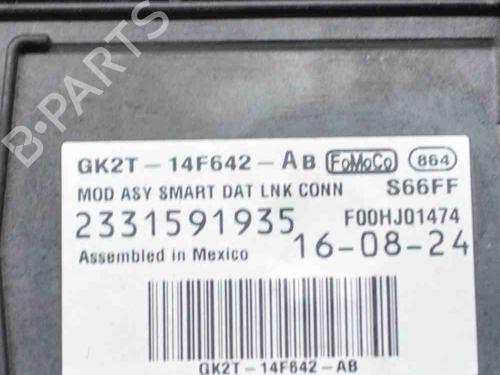 B-PARTS
GK2T-14F642-AB FoMoCo 864
MOD ASY SMART DAT LNK CONN S66FF
2331591935 F00HJ01474
Assembled in Mexico 16-08-24
GK2T-14F642-AB